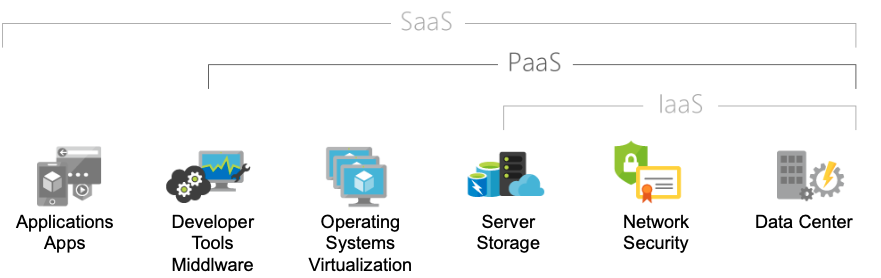 SaaS
PaaS
IaaS
Applications
Apps
Developer
Tools
Middlware
Operating
Systems
Virtualization
Server
Storage
Network
Security
Data Center